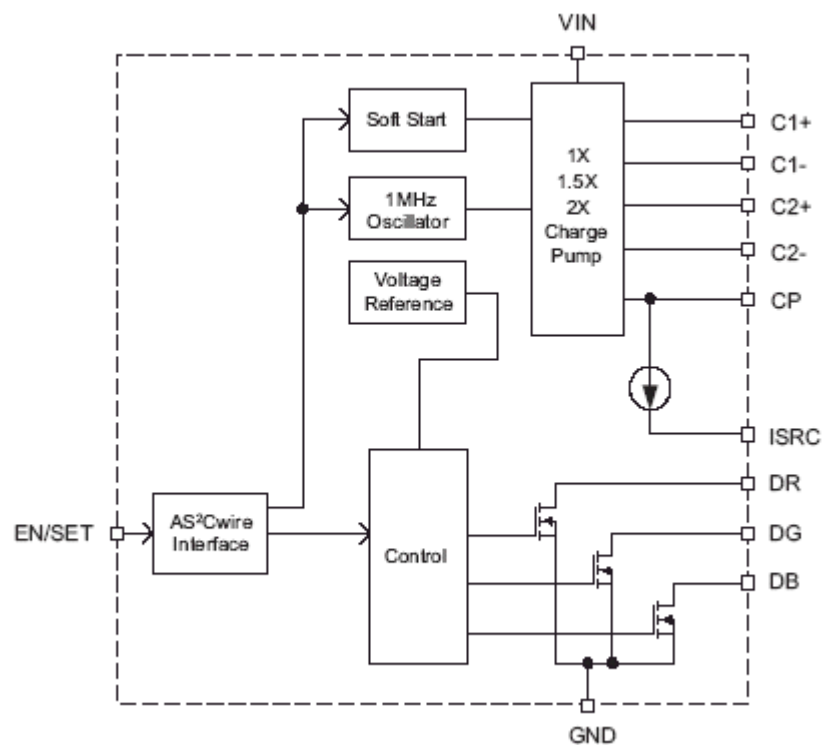 VIN
Soft Start
1MHz
Oscillator
Voltage
Reference
1X
1.5X
2X
Charge
Pump
C1+
C1-
C2+
C2-
CP
ISRC
DR
DG
DB
EN/SET
AS²Cwire
Interface
Control
GND